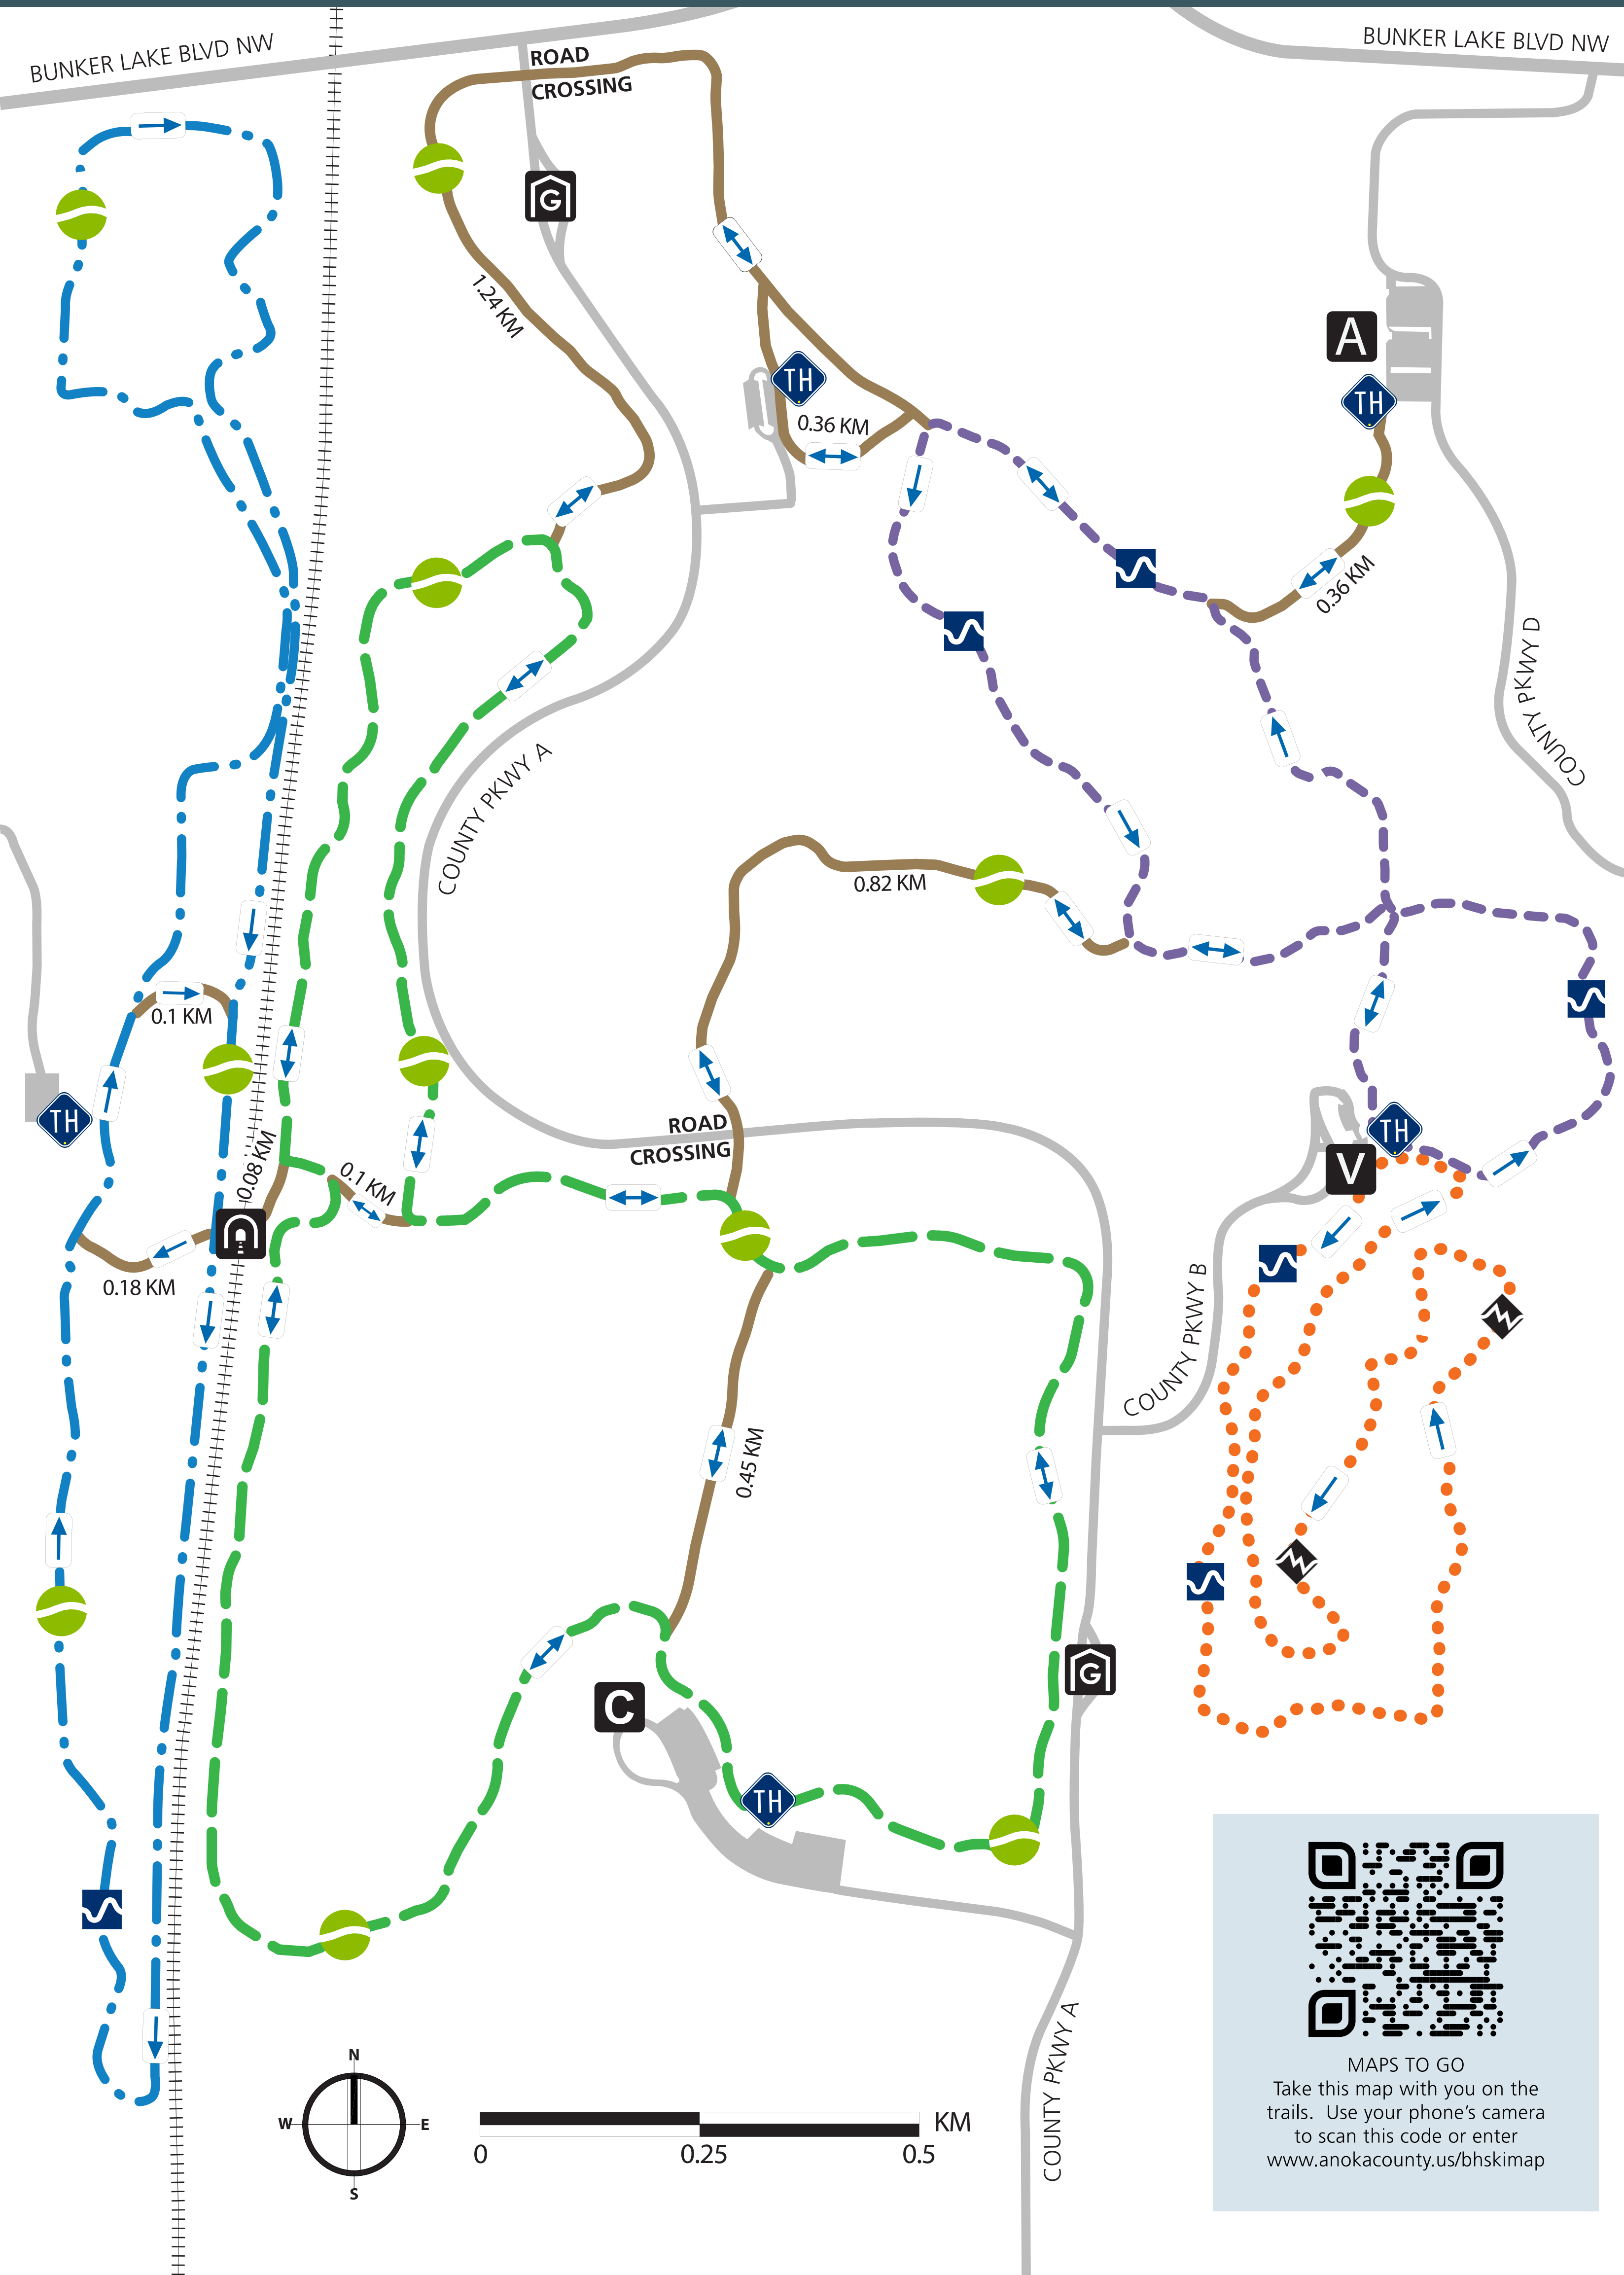 BUNKER LAKE BLVD NW
BUNKER LAKE BLVD NW
ROAD
CROSSING
G
1.24 KM
A
TH
TH
0.36 KM
0.36 KM
COUNTY PKWY D
COUNTY PKWY A
0.82 KM
0.1 KM
TH
ROAD
CROSSING
TH
V
0.08 KM
0.1 KM
0.18 KM
COUNTY PKWY B
0.45 KM
G
C
TH
COUNTY PKWY A
N
W
E
S
KM
0
0.25
0.5
MAPS TO GO
Take this map with you on the
trails. Use your phone's camera
to scan this code or enter
www.anokacounty.us/bhskimap